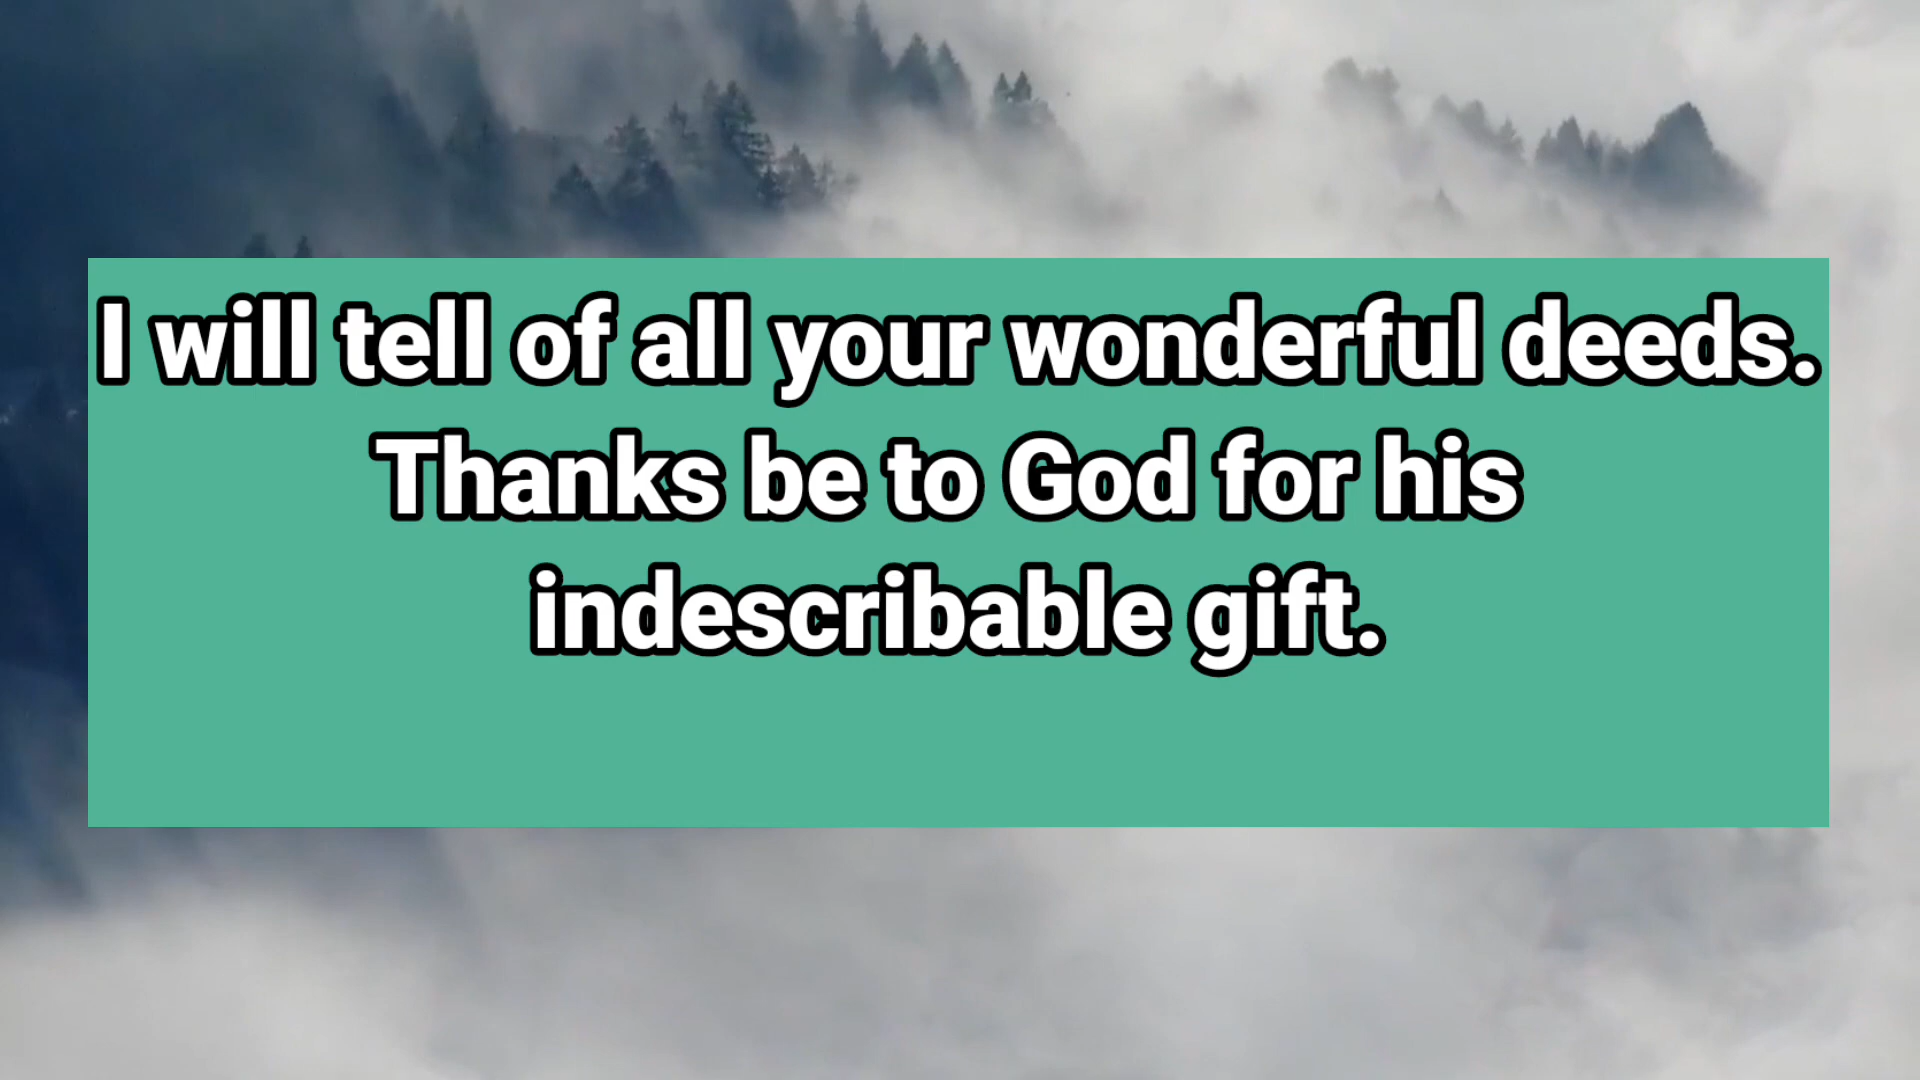 I will tell of all your wonderful deeds.
Thanks be to God for his
indescribable gift.